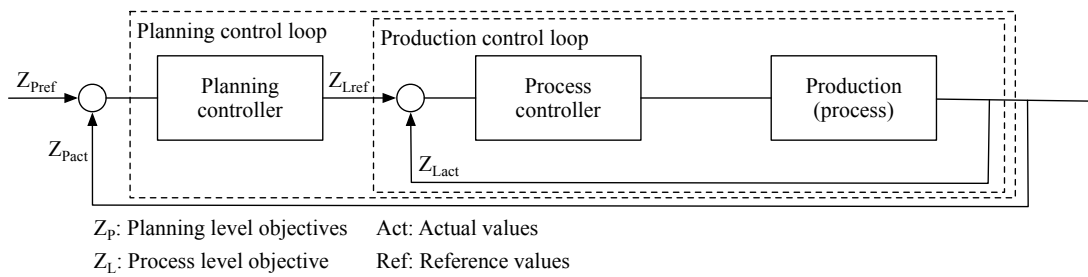 Planning control loop
Production control loop
Z_Pref
Planning
controller
Z_Lref
Process
controller
Production
(process)
Z_Pact
Z_Lact
Z_P: Planning level objectives
Act: Actual values
Z_L: Process level objective
Ref: Reference values